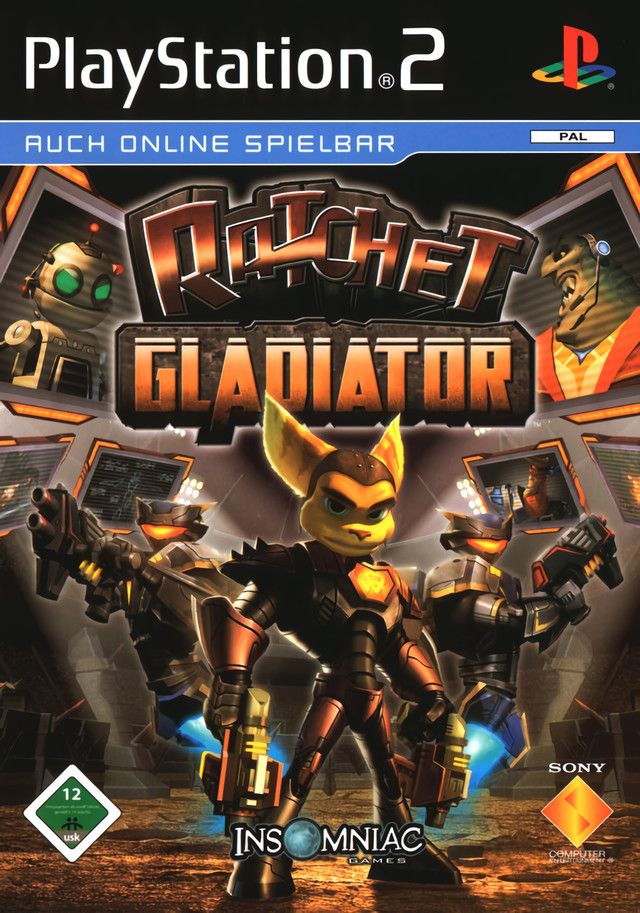 PlayStation®2
AUCH ONLINE SPIELBAR
PAL
RATCHET
GLADIATOR
12
usk
INSOMNIAC
GAMES
SONY
COMPUTER
ENTERTAINMENT®